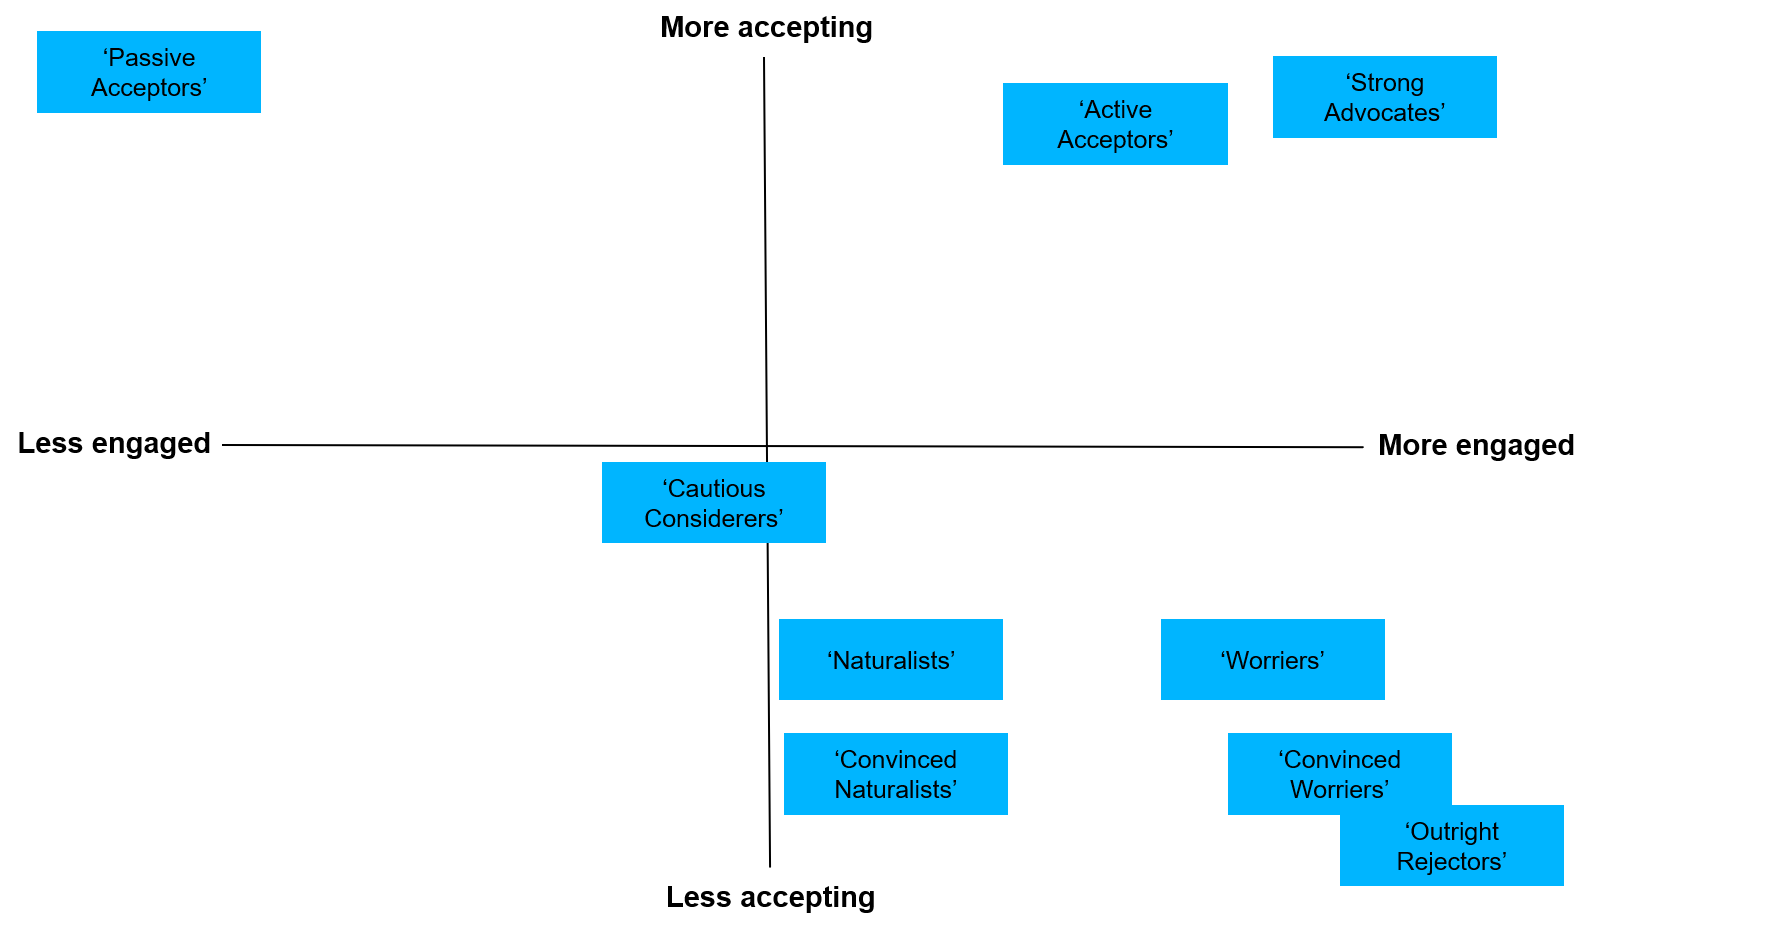 More accepting
‘Passive
Acceptors’
‘Strong
Advocates’
‘Active
Acceptors’
Less engaged
More engaged
‘Cautious
Considerers’
‘Naturalists’
‘Worriers’
‘Convinced
Naturalists’
‘Convinced
Worriers’
‘Outright
Rejectors’
Less accepting